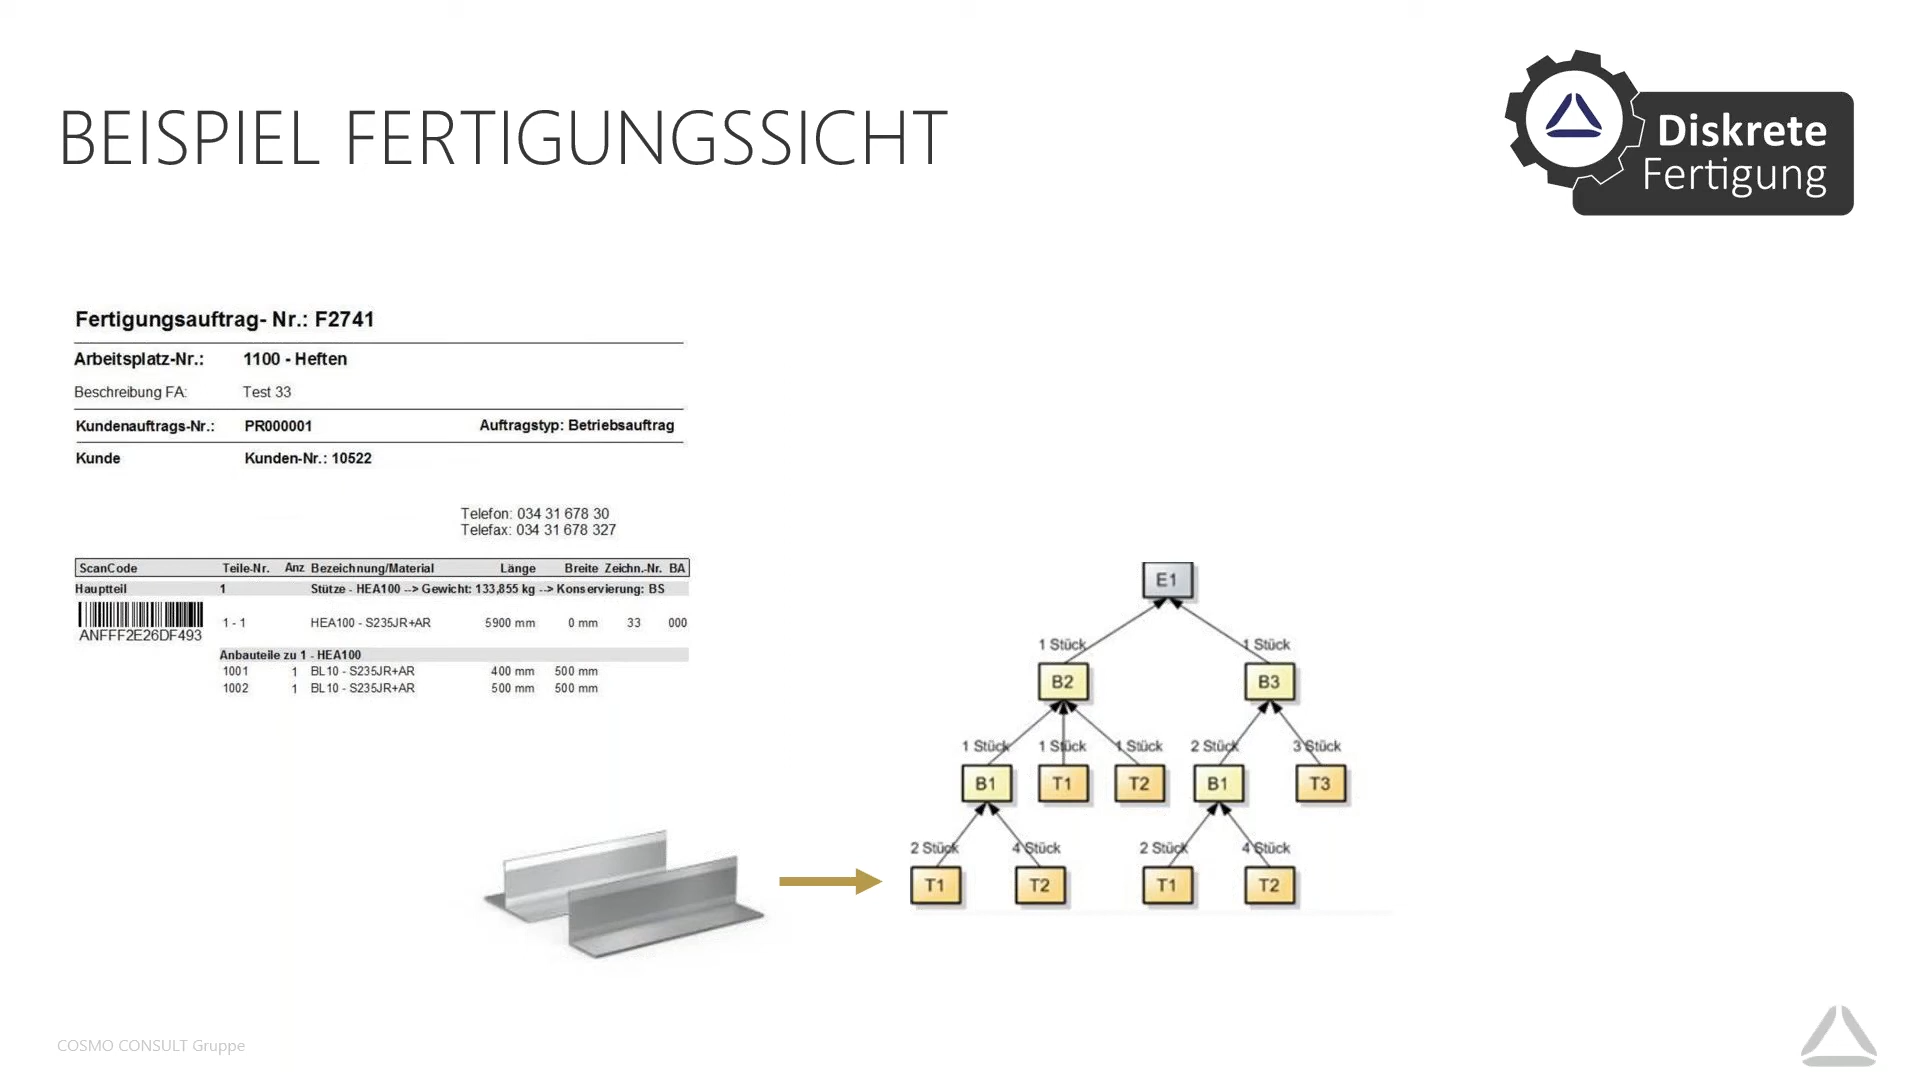 BEISPIEL FERTIGUNGSSICHT
Diskrete
Fertigung
Fertigungsauftrag- Nr.: F2741
Arbeitsplatz-Nr.: 1100 - Heften
Beschreibung FA: Test 33
Kundenauftrags-Nr.: PR000001 Auftragstyp: Betriebsauftrag
Kunde Kunden-Nr.: 10522
Telefon: 034 31 678 30
Telefax: 034 31 678 327
ScanCode Teile-Nr. Anz Bezeichnung/Material Länge Breite Zeichn.-Nr. BA
Hauptteil 1 Stütze - HEA100 --> Gewicht: 133,855 kg --> Konservierung: BS
1 - 1 HEA100 - S235JR+AR 5900 mm 0 mm 33 000
ANFFF2E26DF493
Anbauteile zu 1 - HEA100
1001 1 BL10 - S235JR+AR 400 mm 500 mm
1002 1 BL10 - S235JR+AR 500 mm 500 mm
E1
1 Stück 1 Stück
B2 B3
1 Stück 1 Stück 1 Stück 2 Stück 3 Stück
B1 T1 T2 B1 T3
2 Stück 4 Stück 2 Stück 4 Stück
T1 T2 T1 T2
COSMO CONSULT Gruppe